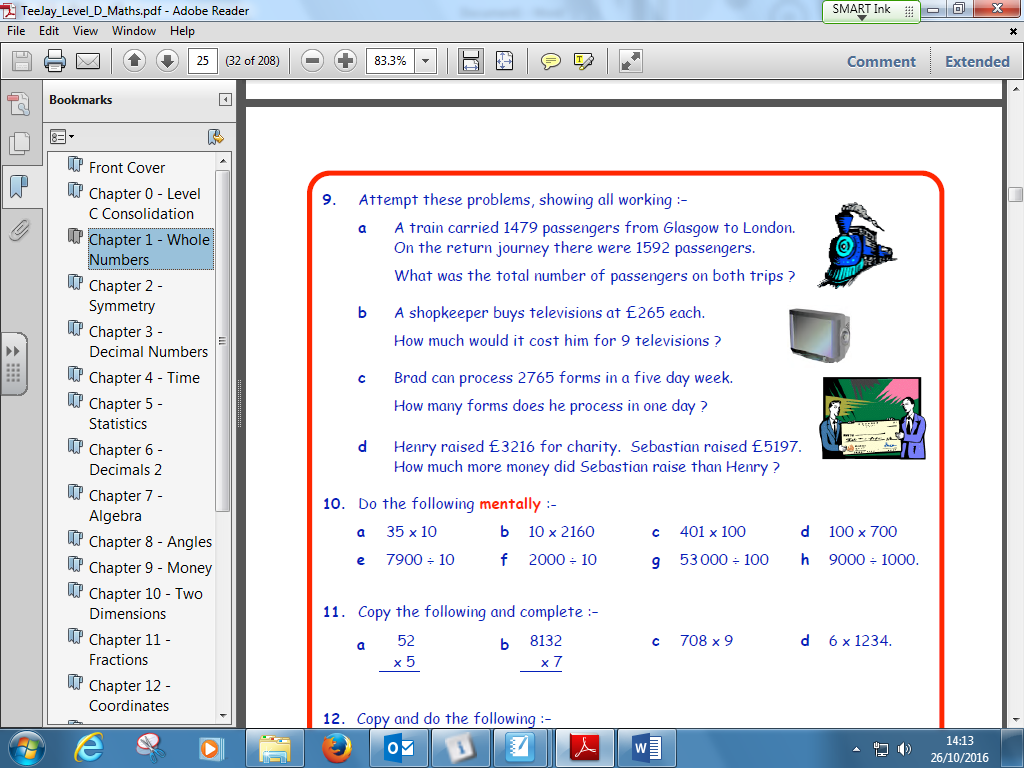 TeeJay_Level_D_Maths.pdf - Adobe Reader
SMART Ink
File Edit View Window Help
25 (32 of 208) 83.3% Comment Extended
Bookmarks
Front Cover
Chapter 0 - Level
C Consolidation
Chapter 1 - Whole
Numbers
Chapter 2 -
Symmetry
Chapter 3 -
Decimal Numbers
Chapter 4 - Time
Chapter 5 -
Statistics
Chapter 6 -
Decimals 2
Chapter 7 -
Algebra
Chapter 8 - Angles
Chapter 9 - Money
Chapter 10 - Two
Dimensions
Chapter 11 -
Fractions
Chapter 12 -
Coordinates
9. Attempt these problems, showing all working :-
a A train carried 1479 passengers from Glasgow to London.
On the return journey there were 1592 passengers.
What was the total number of passengers on both trips ?
b A shopkeeper buys televisions at £265 each.
How much would it cost him for 9 televisions ?
c Brad can process 2765 forms in a five day week.
How many forms does he process in one day ?
d Henry raised £3216 for charity. Sebastian raised £5197.
How much more money did Sebastian raise than Henry ?
10. Do the following mentally :-
a 35 x 10 b 10 x 2160 c 401 x 100 d 100 x 700
e 7900 ÷ 10 f 2000 ÷ 10 g 53 000 ÷ 100 h 9000 ÷ 1000.
11. Copy the following and complete :-
a 52 b 8132 c 708 x 9 d 6 x 1234.
x 5 x 7
12. Copy and do the following :-
14:13
26/10/2016